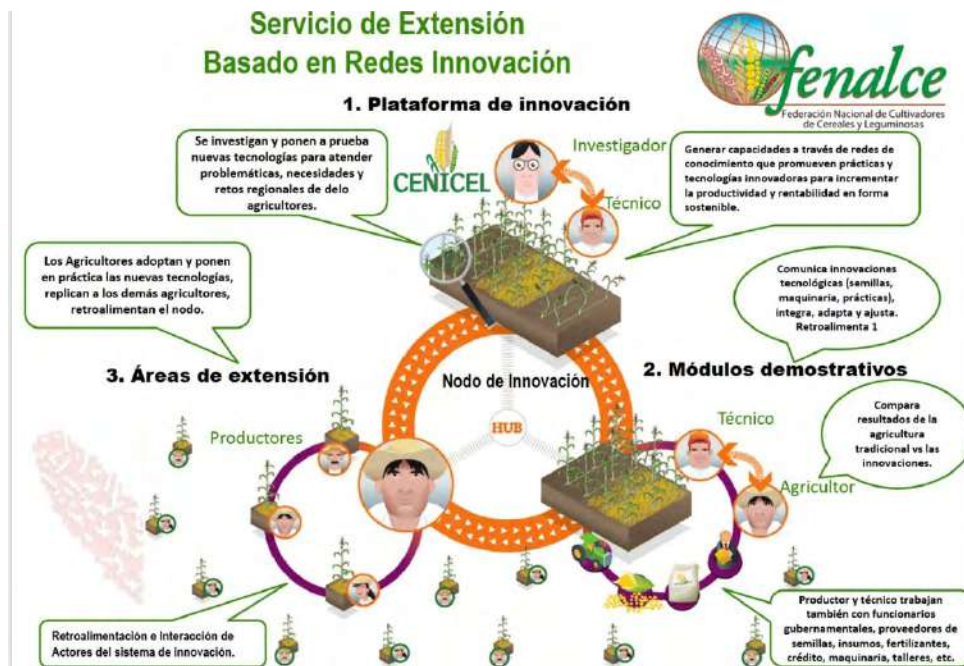 Servicio de Extensión
Basado en Redes Innovación
fenalce
Federación Nacional de Cultivadores
de Cereales y Leguminosas
1. Plataforma de innovación
Se investigan y ponen a prueba
nuevas tecnologías para atender
problemáticas, necesidades y
retos regionales de delo
agricultores.
CENICEL
Investigador
Técnico
Generar capacidades a través de redes de
conocimiento que promueven prácticas y
tecnologías innovadoras para incrementar
la productividad y rentabilidad en forma
sostenible.
Los Agricultores adoptan y ponen
en práctica las nuevas tecnologías,
replican a los demás agricultores,
retroalimentan el nodo.
Comunica innovaciones
tecnológicas (semillas,
maquinaria, prácticas),
integra, adapta y ajusta.
Retroalimenta 1
3. Áreas de extensión
Nodo de Innovación
HUB
2. Módulos demostrativos
Productores
Técnico
Agricultor
Compara
resultados de la
agricultura
tradicional vs las
innovaciones.
Retroalimentación e Interacción de
Actores del sistema de innovación.
Productor y técnico trabajan
también con funcionarios
gubernamentales, proveedores de
semillas, insumos, fertilizantes,
crédito, maquinaria, talleres, etc.